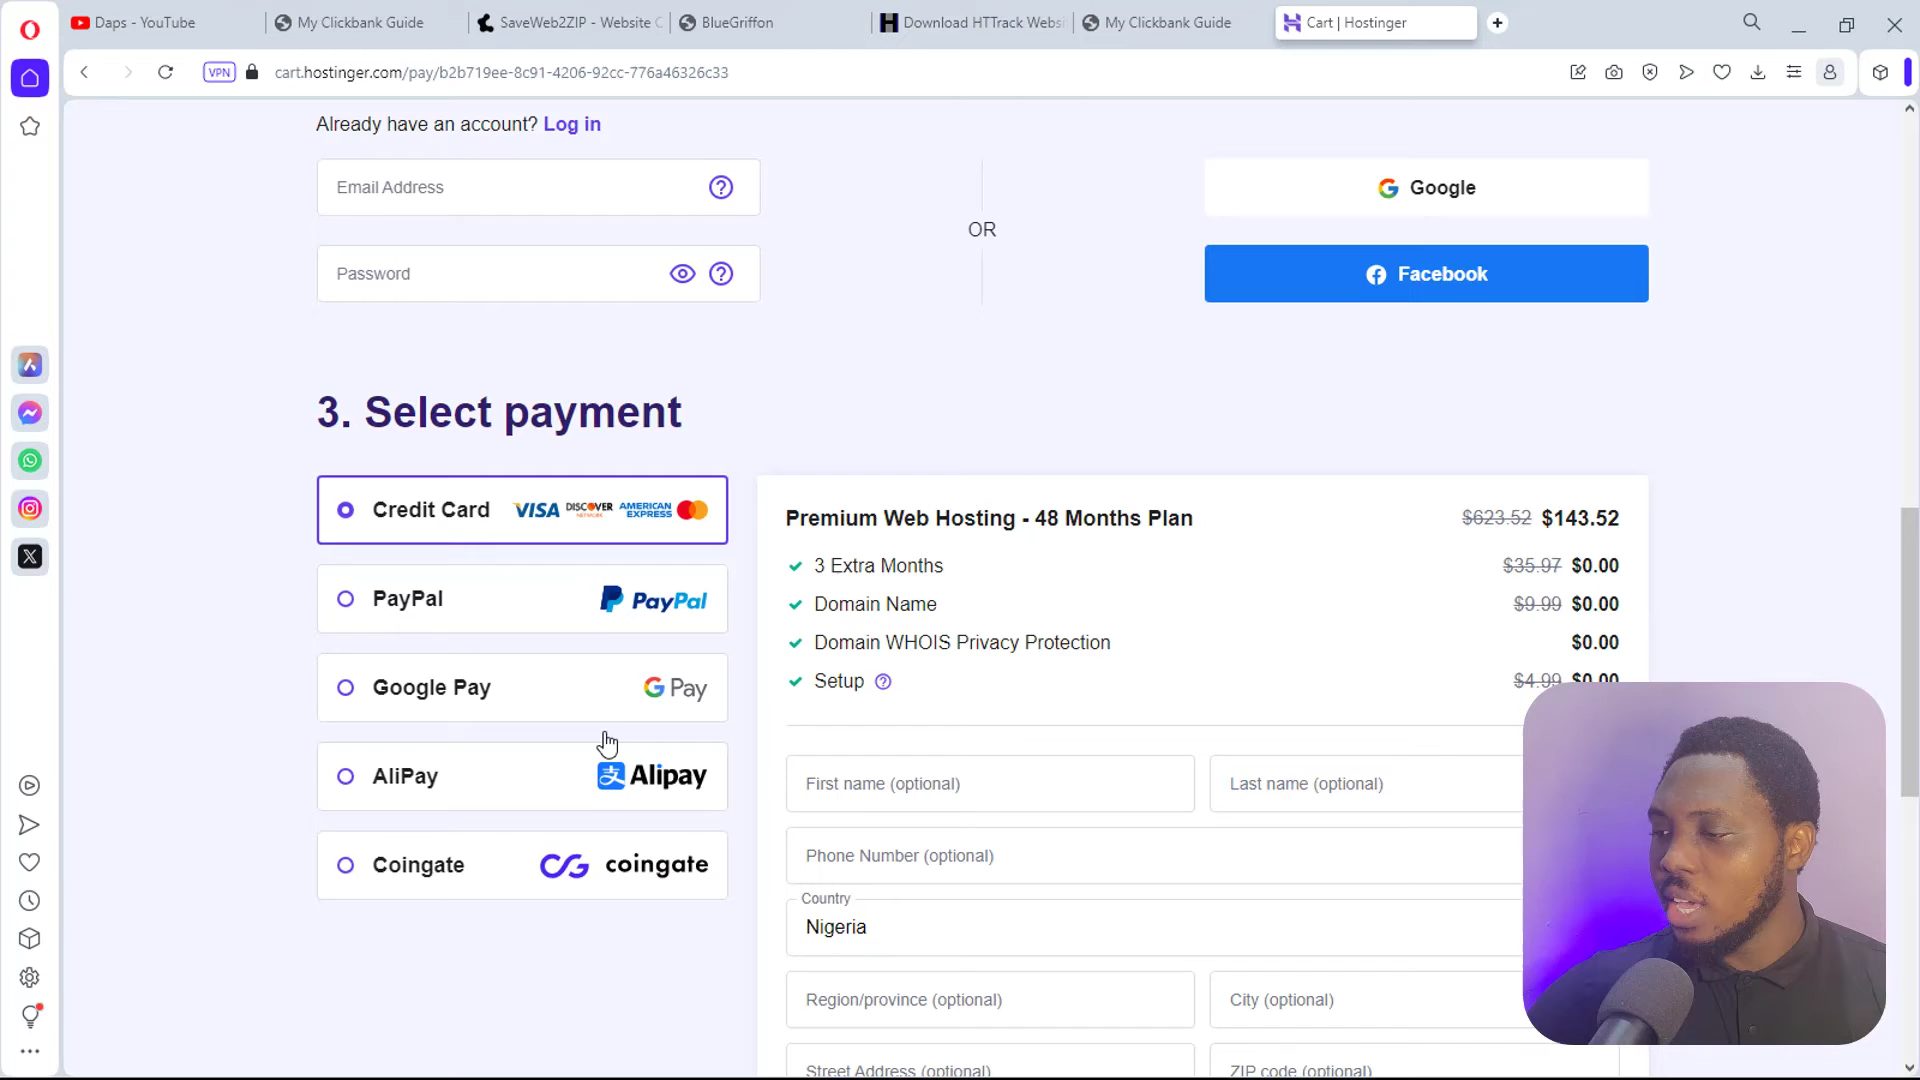 Daps - YouTube
My Clickbank Guide
SaveWeb2ZIP - Website C
BlueGriffon
Download HTTrack Websi
My Clickbank Guide
Cart | Hostinger
VPN
cart.hostinger.com/pay/b2b719ee-8c91-4206-92cc-776a46326c33
Already have an account? Log in
Email Address
Google
OR
Password
Facebook
3. Select payment
Credit Card VISA DISCOVER NETWORK AMERICAN EXPRESS
PayPal PayPal
Google Pay G Pay
AliPay 支 Alipay
Coingate coingate
Premium Web Hosting - 48 Months Plan $623.52 $143.52
3 Extra Months $35.97 $0.00
Domain Name $9.99 $0.00
Domain WHOIS Privacy Protection $0.00
Setup $4.99 $0.00
First name (optional)
Last name (optional)
Phone Number (optional)
Country
Nigeria
Region/province (optional)
City (optional)
Street Address (optional)
ZIP code (optional)